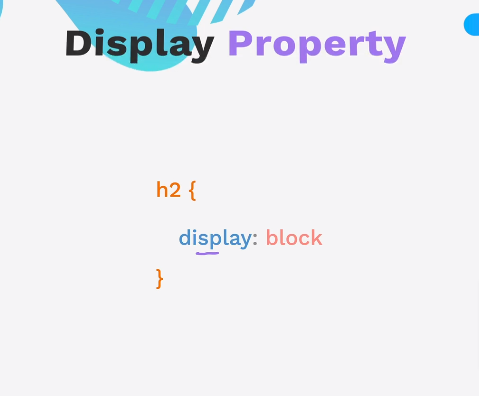 Display Property
h2 {
display: block
}